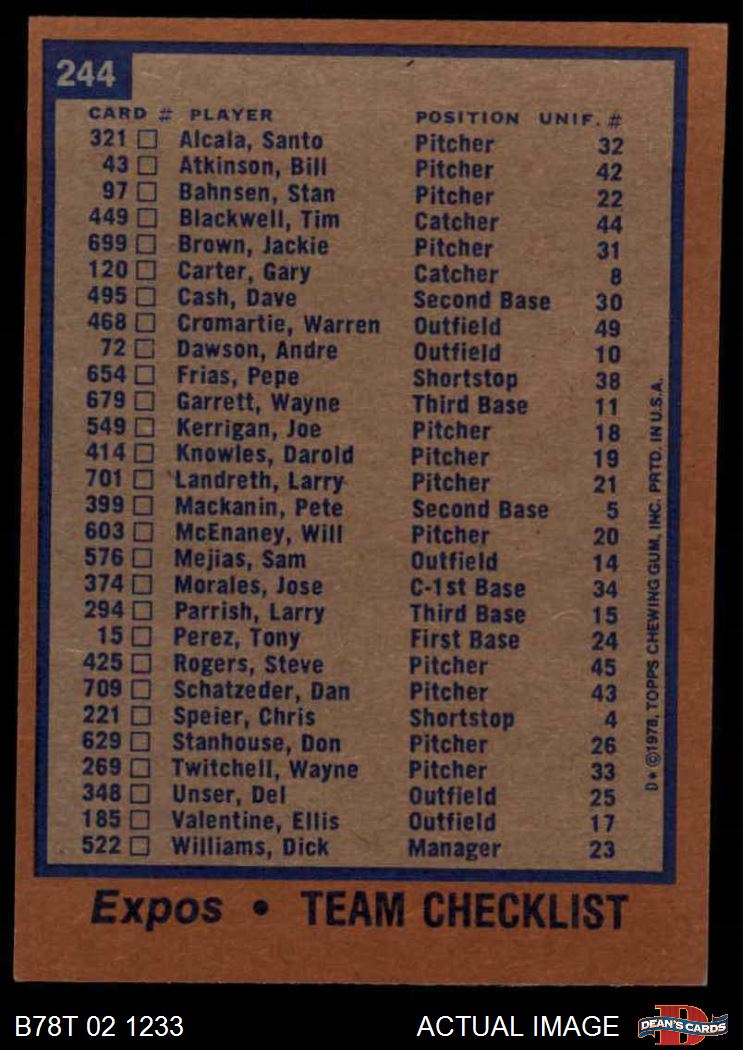 244
CARD # PLAYER POSITION UNIF. #
321 □ Alcala, Santo Pitcher 32
43 □ Atkinson, Bill Pitcher 42
97 □ Bahnsen, Stan Pitcher 22
449 □ Blackwell, Tim Catcher 44
699 □ Brown, Jackie Pitcher 31
120 □ Carter, Gary Catcher 8
495 □ Cash, Dave Second Base 30
468 □ Cromartie, Warren Outfield 49
72 □ Dawson, Andre Outfield 10
654 □ Frias, Pepe Shortstop 38
679 □ Garrett, Wayne Third Base 11
549 □ Kerrigan, Joe Pitcher 18
414 □ Knowles, Darold Pitcher 19
701 □ Landreth, Larry Pitcher 21
399 □ Mackanin, Pete Second Base 5
603 □ McEnaney, Will Pitcher 20
576 □ Mejias, Sam Outfield 14
374 □ Morales, Jose C-1st Base 34
294 □ Parrish, Larry Third Base 15
15 □ Perez, Tony First Base 24
425 □ Rogers, Steve Pitcher 45
709 □ Schatzeder, Dan Pitcher 43
221 □ Speier, Chris Shortstop 4
629 □ Stanhouse, Don Pitcher 26
269 □ Twitchell, Wayne Pitcher 33
348 □ Unser, Del Outfield 25
185 □ Valentine, Ellis Outfield 17
522 □ Williams, Dick Manager 23
D* ©1978, TOPPS CHEWING GUM, INC. PRTD. IN U.S.A.
Expos • TEAM CHECKLIST
B78T 02 1233 ACTUAL IMAGE
D
DEAN'S CARDS